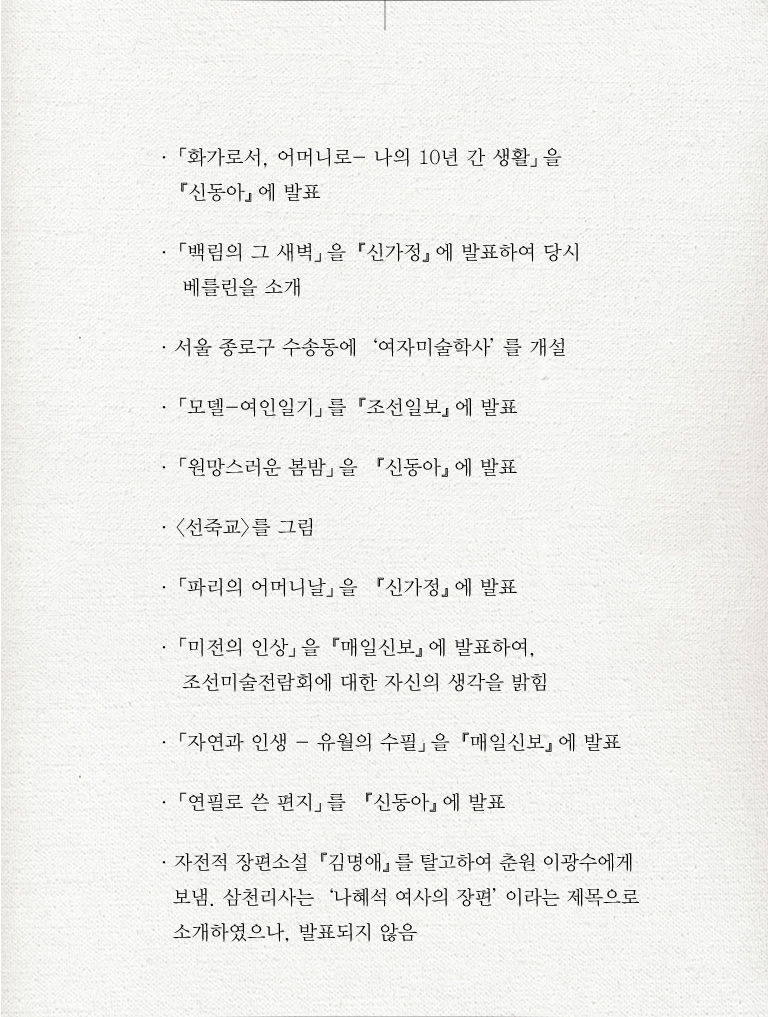 · 「화가로서, 어머니로– 나의 10년 간 생활」을
『신동아』에 발표
· 「백림의 그 새벽」을 『신가정』에 발표하여 당시
베를린을 소개
· 서울 종로구 수송동에 ‘여자미술학사’를 개설
· 「모델–여인일기」를 『조선일보』에 발표
· 「원망스러운 봄밤」을 『신동아』에 발표
· 〈선죽교〉를 그림
· 「파리의 어머니날」을 『신가정』에 발표
· 「미전의 인상」을 『매일신보』에 발표하여,
조선미술전람회에 대한 자신의 생각을 밝힘
· 「자연과 인생 – 유월의 수필」을 『매일신보』에 발표
· 「연필로 쓴 편지」를 『신동아』에 발표
· 자전적 장편소설 『김명애』를 탈고하여 춘원 이광수에게
보냄. 삼천리사는 ‘나혜석 여사의 장편’이라는 제목으로
소개하였으나, 발표되지 않음